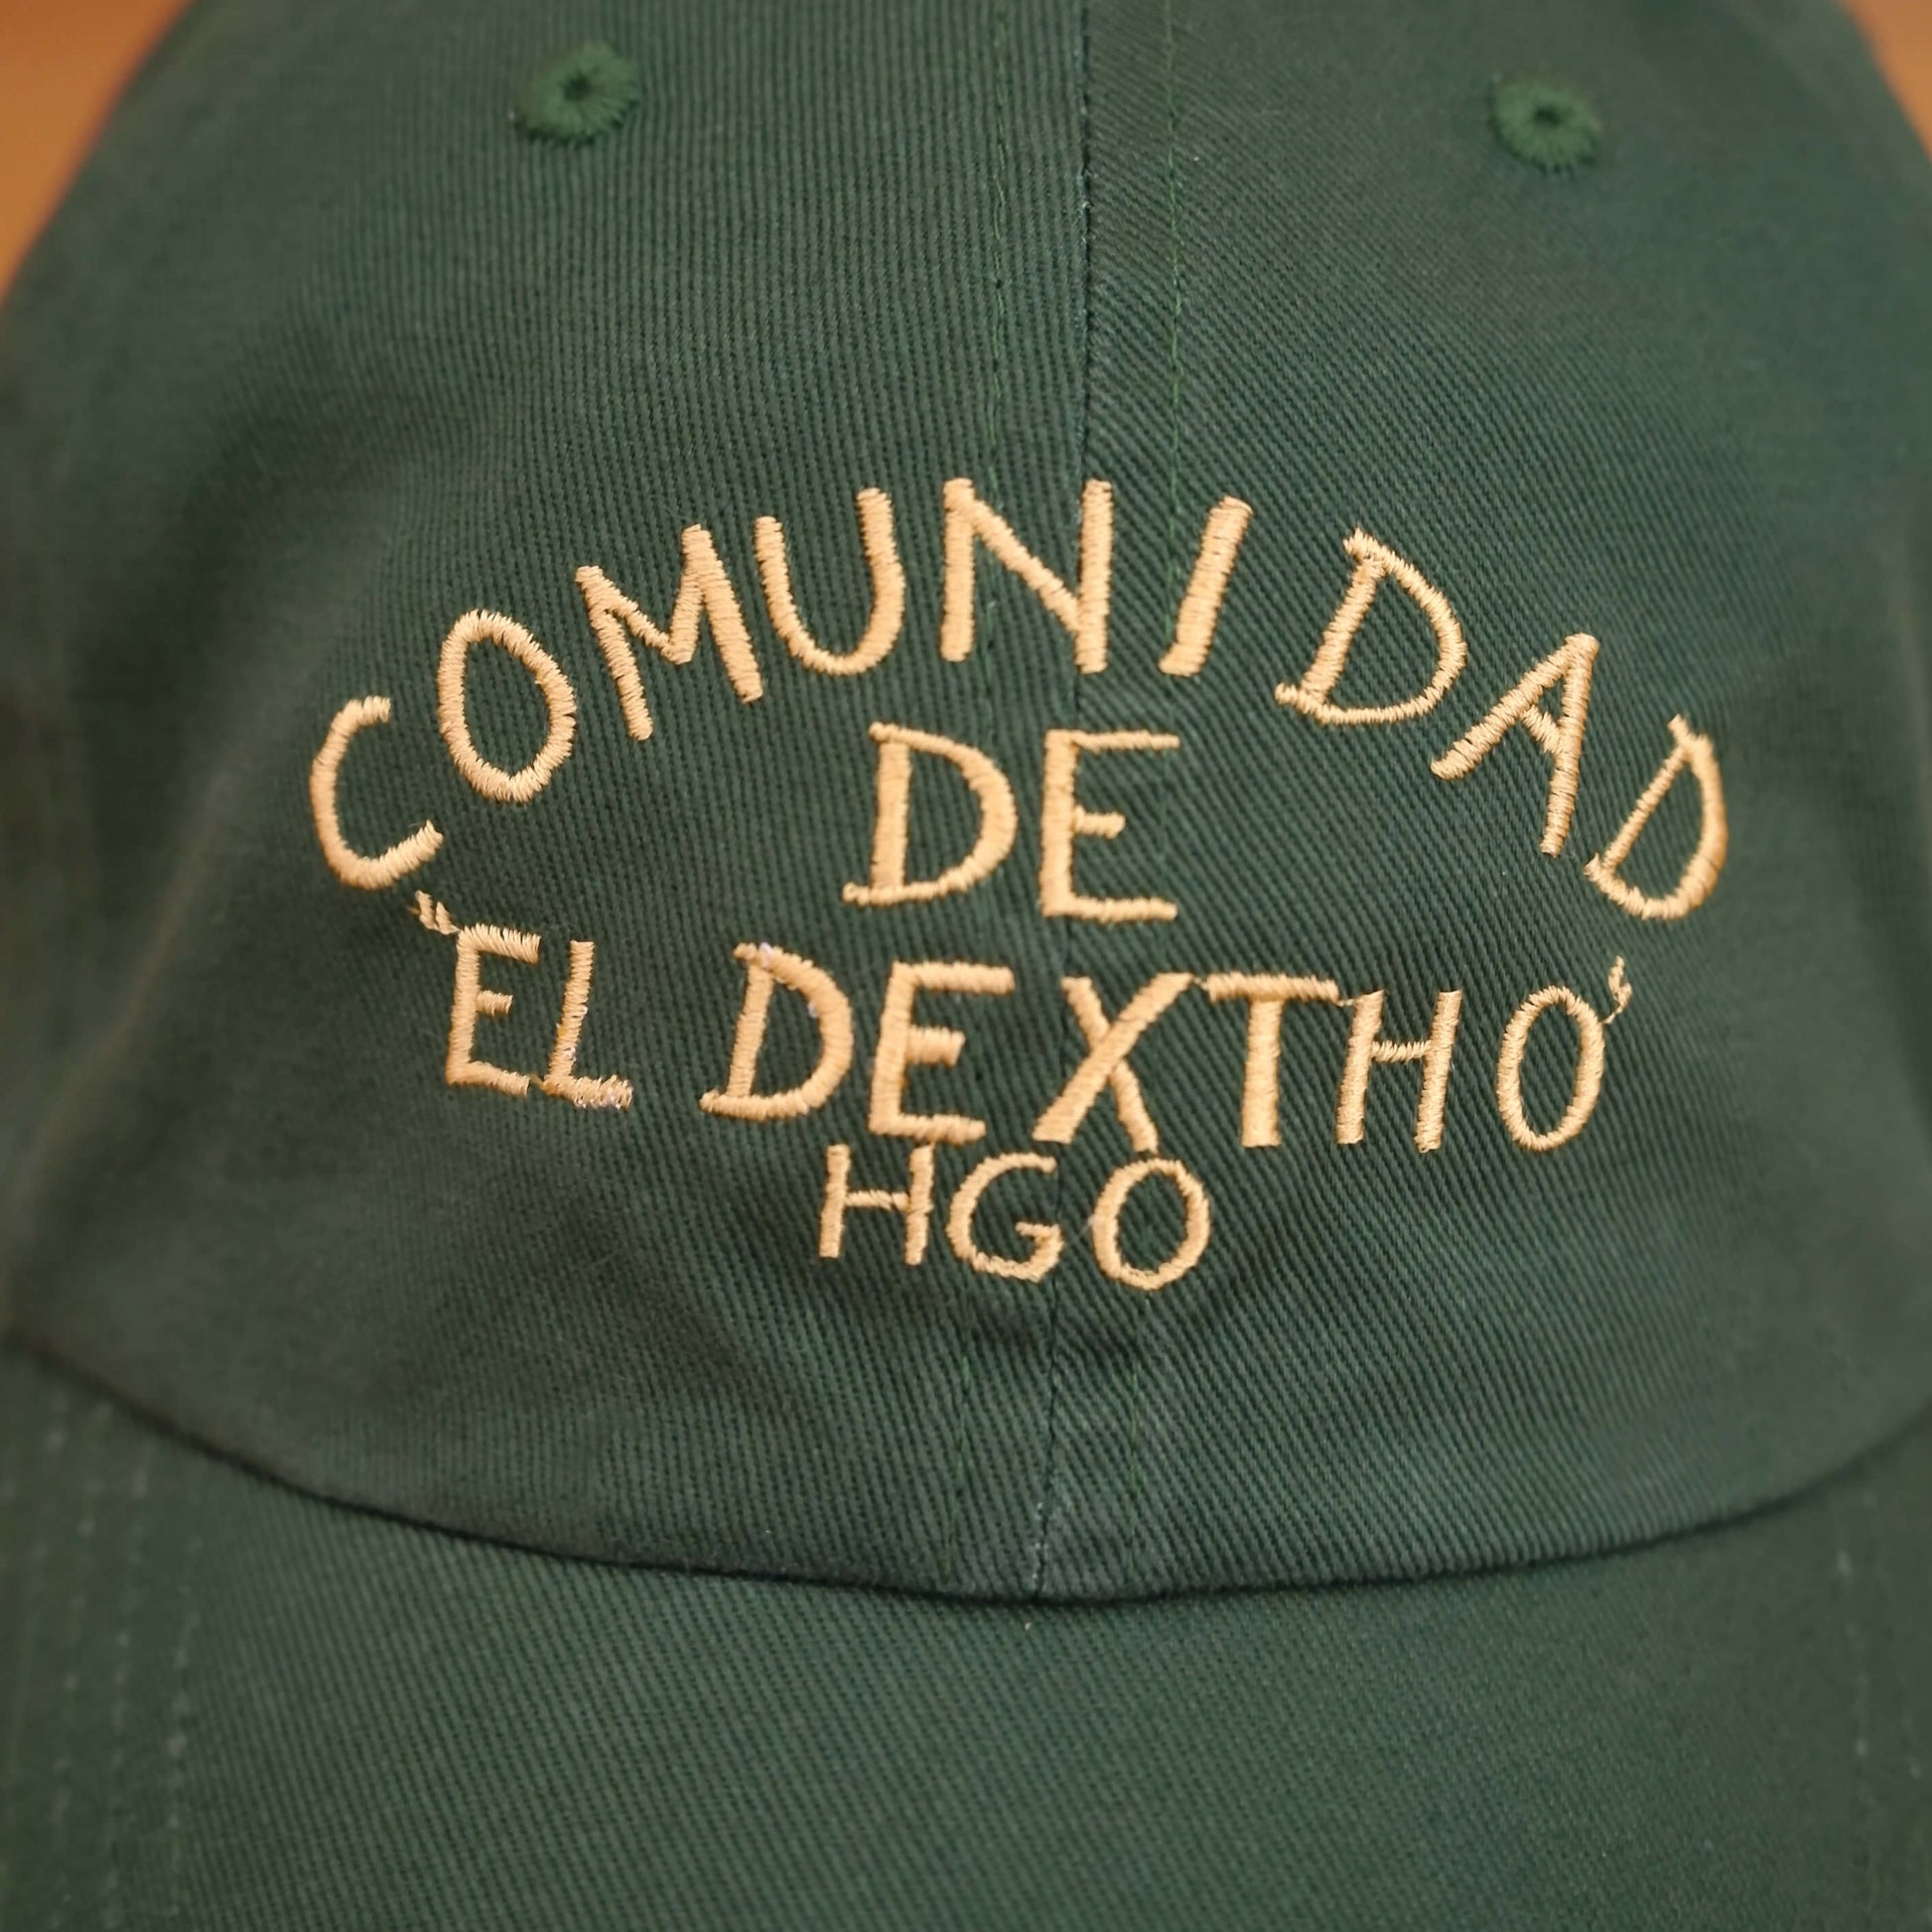 COMUNIDAD
DE
"EL DEXTHO"
HGO